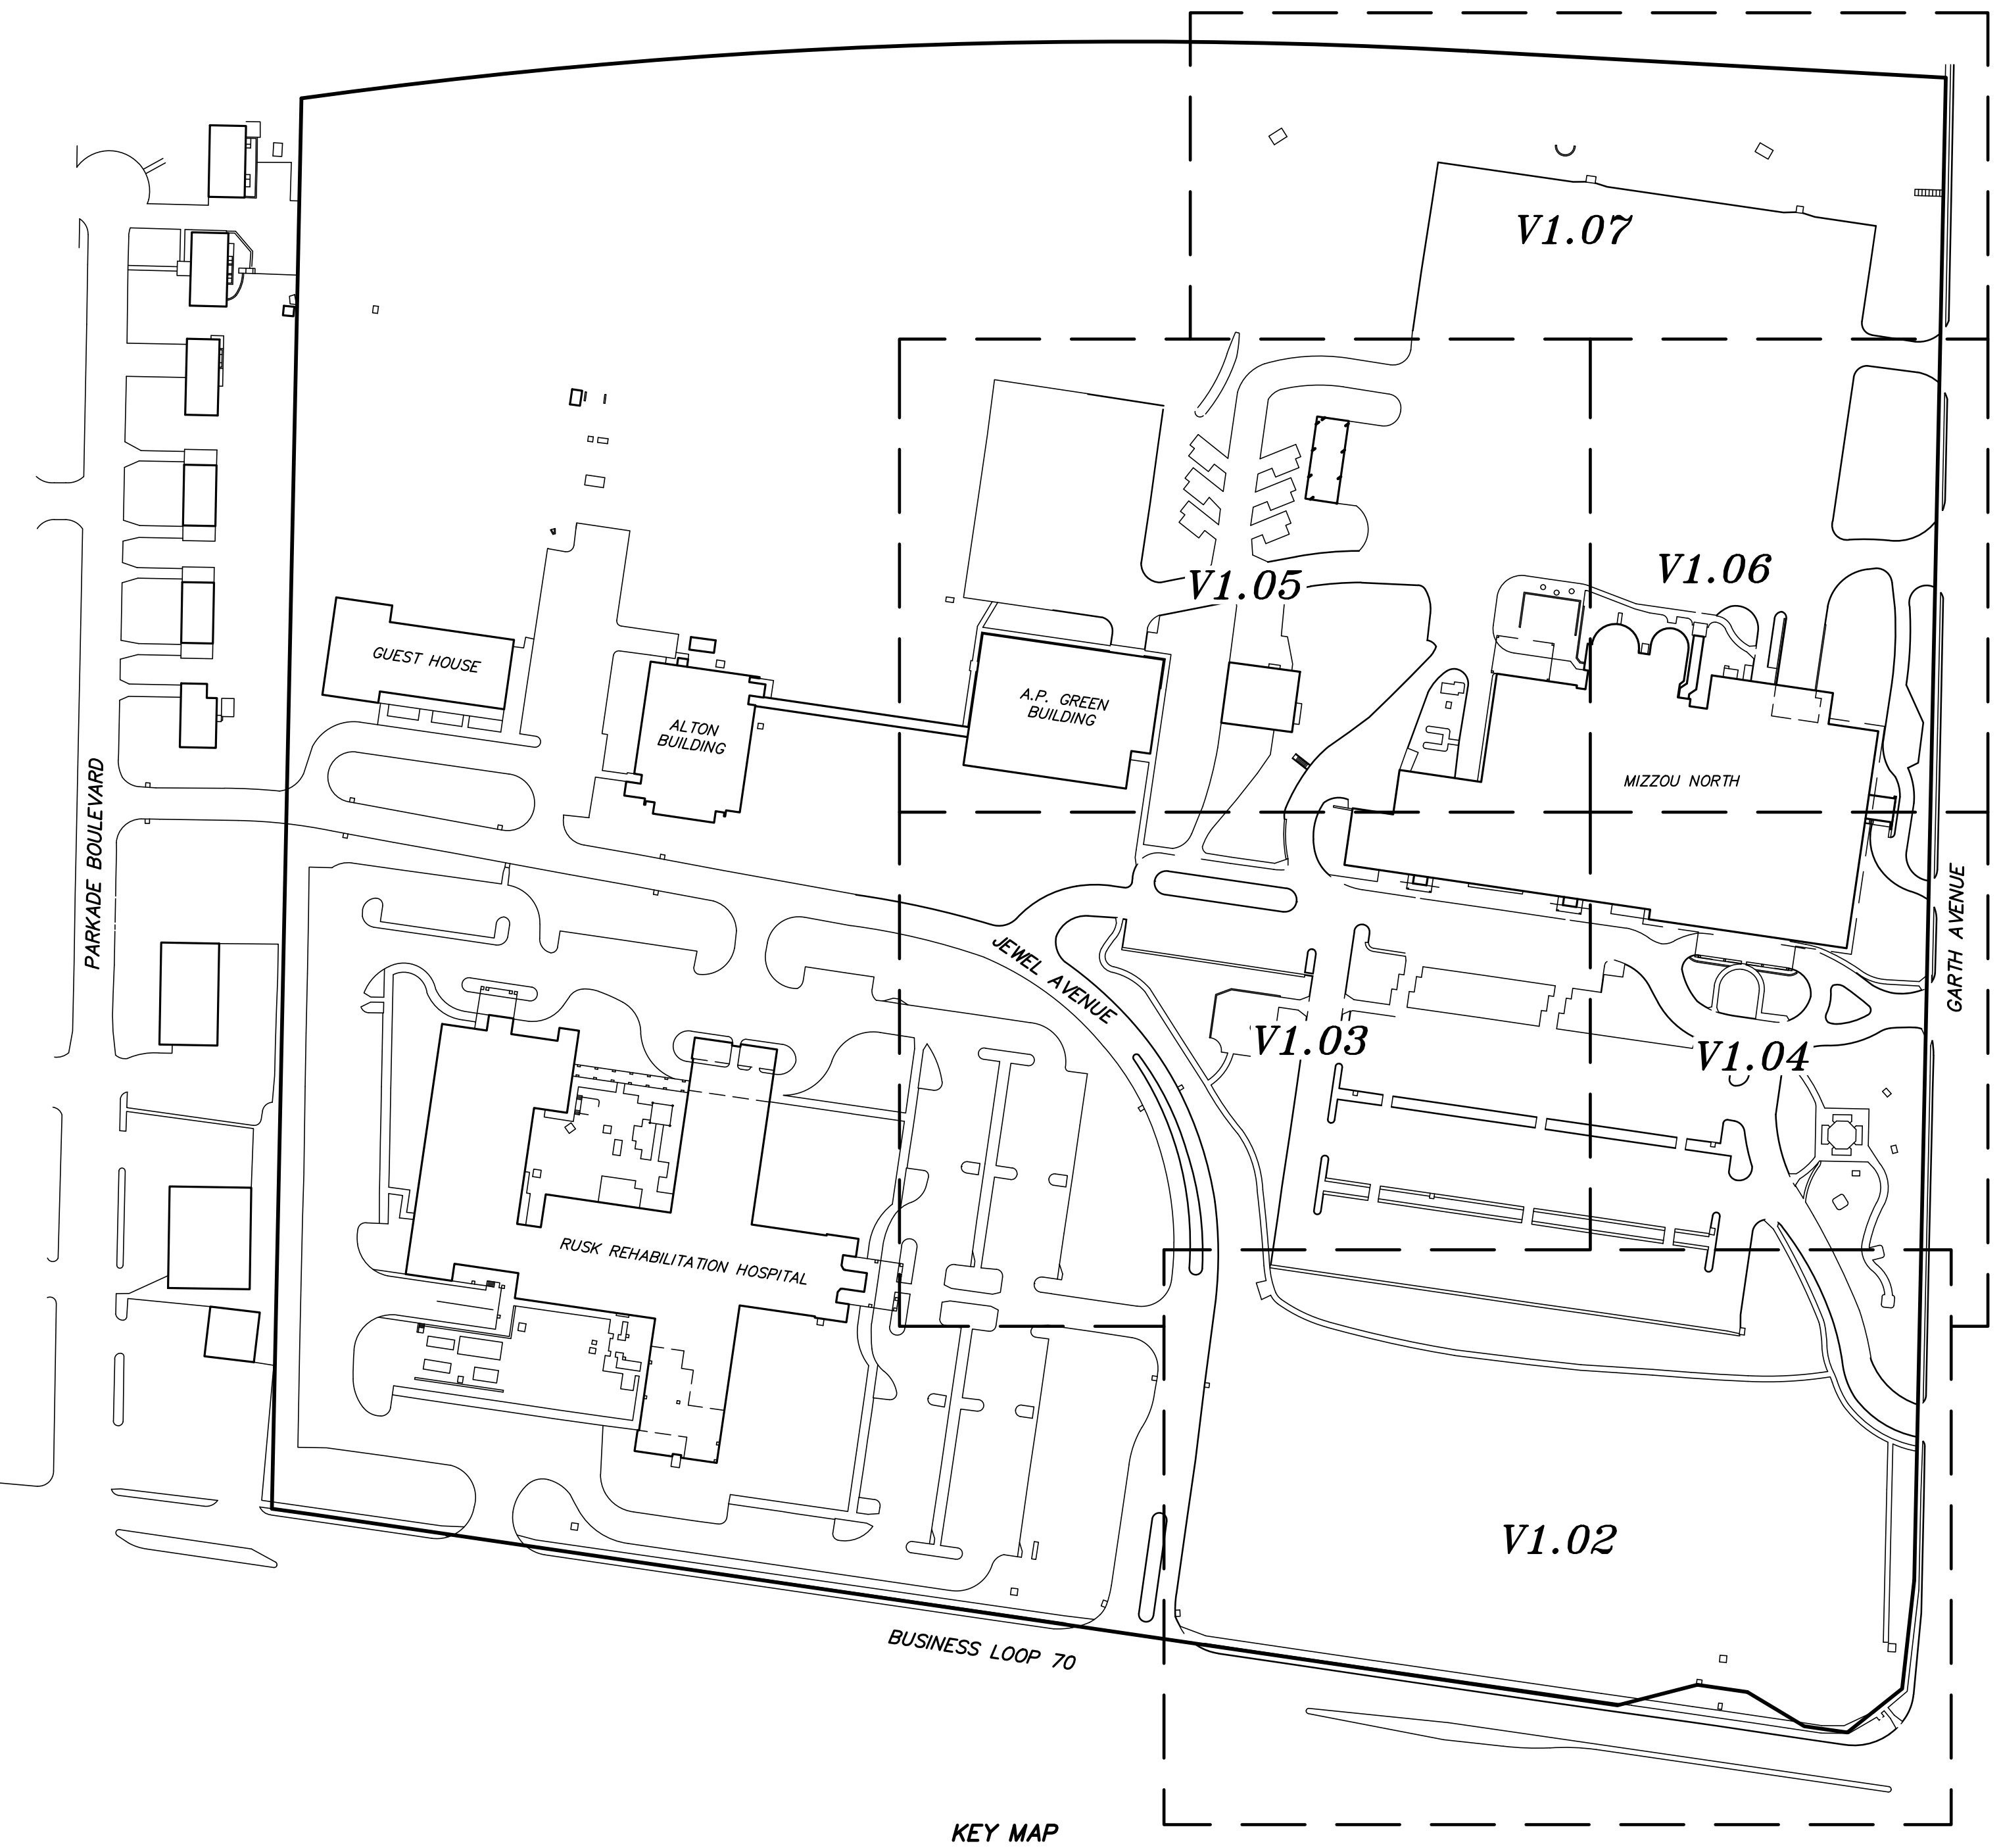 V1.07
V1.05
V1.06
GUEST HOUSE
ALTON
BUILDING
A.P. GREEN
BUILDING
MIZZOU NORTH
PARKADE BOULEVARD
GARTH AVENUE
JEWEL AVENUE
V1.03
V1.04
RUSK REHABILITATION HOSPITAL
V1.02
BUSINESS LOOP 70
KEY MAP